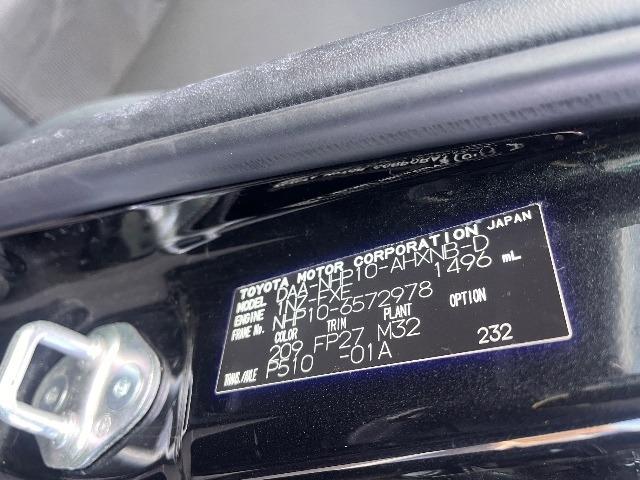 TOYOTA MOTOR CORPORATION JAPAN
MODEL DAA-NHP10-AHXNB-D
ENGINE 1NZ-FXE 1496 mL
FRAME No. NHP10-6572978
COLOR TRIM PLANT OPTION
209 FP27 M32 232
TRANS./AXLE P510 -01A